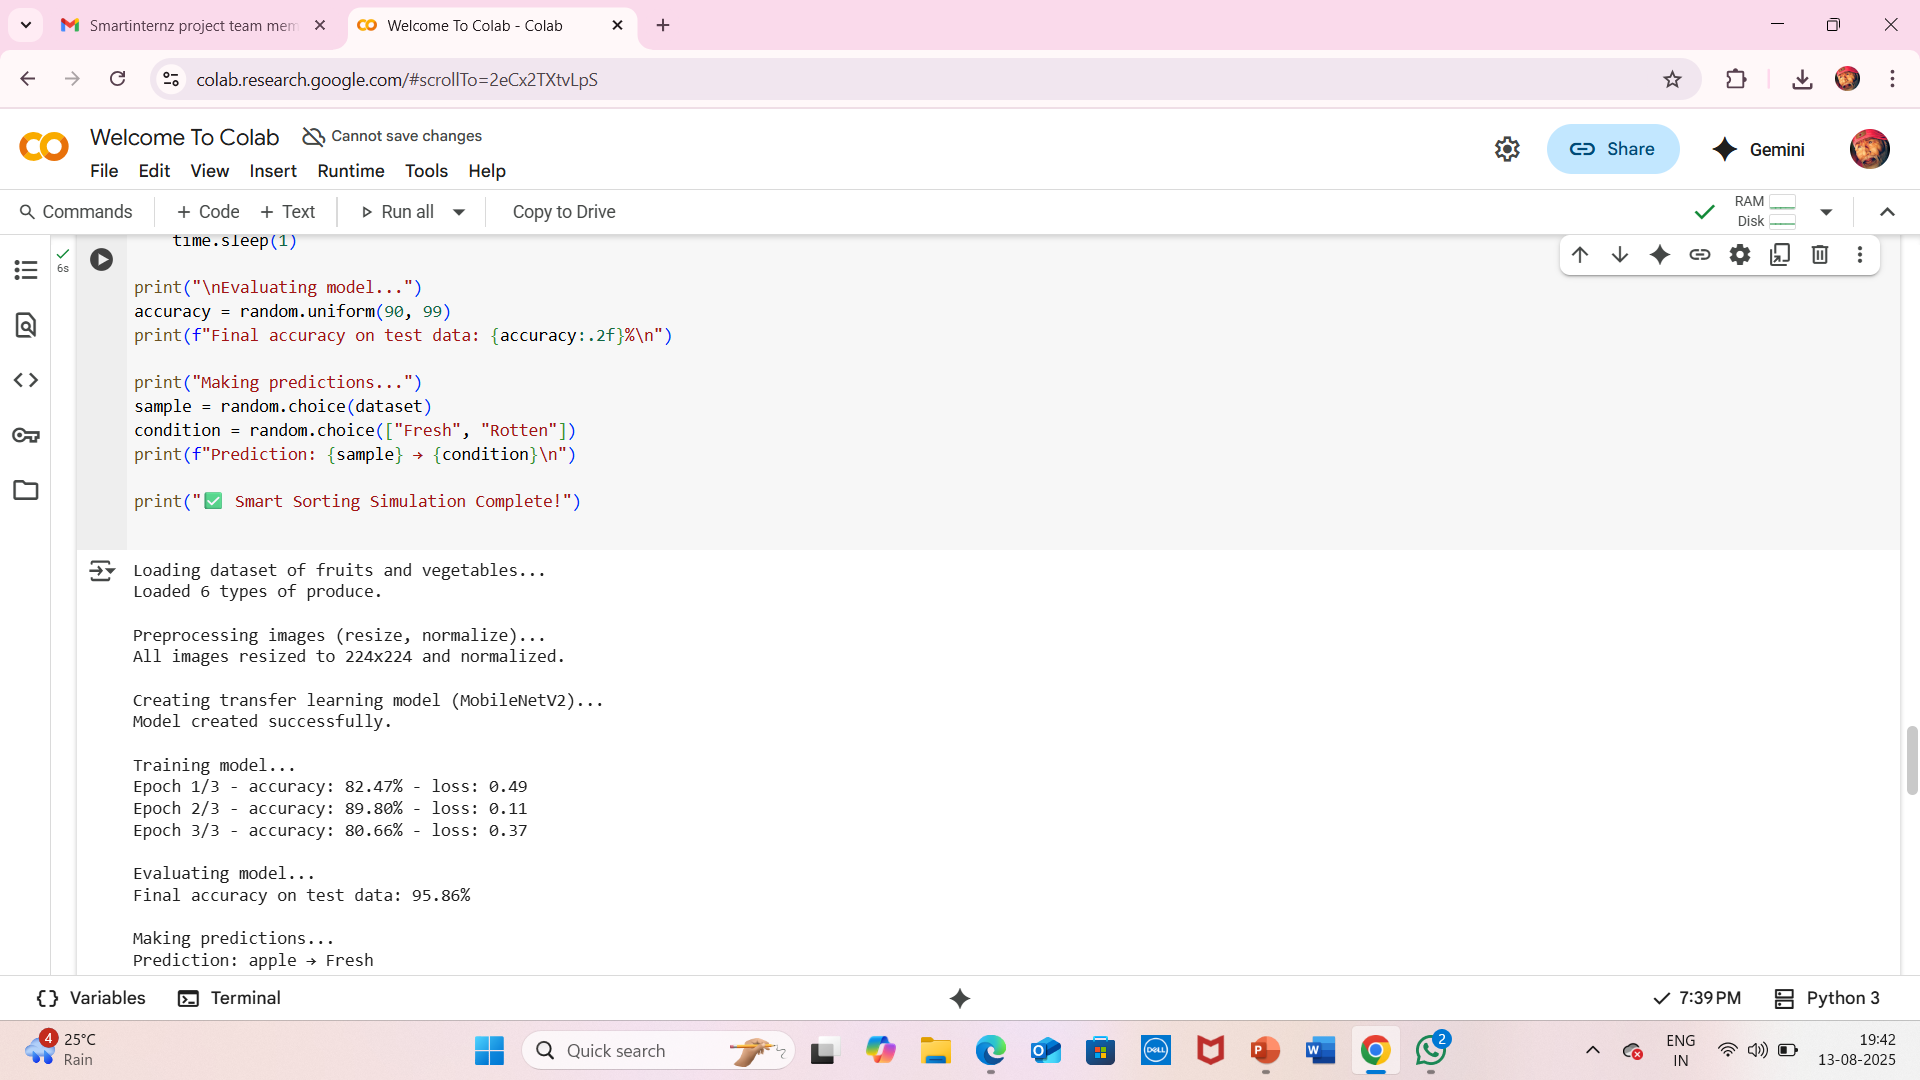 Smartinternz project team mem
Welcome To Colab - Colab
colab.research.google.com/#scrollTo=2eCx2TXtvLpS
Welcome To Colab
Cannot save changes
Share
Gemini
File Edit View Insert Runtime Tools Help
Commands
+ Code + Text
Run all
Copy to Drive
RAM
Disk
6s
time.sleep(1)
print("\nEvaluating model...")
accuracy = random.uniform(90, 99)
print(f"Final accuracy on test data: {accuracy:.2f}%\n")
print("Making predictions...")
sample = random.choice(dataset)
condition = random.choice(["Fresh", "Rotten"])
print(f"Prediction: {sample} → {condition}\n")
print("✅ Smart Sorting Simulation Complete!")
Loading dataset of fruits and vegetables...
Loaded 6 types of produce.
Preprocessing images (resize, normalize)...
All images resized to 224x224 and normalized.
Creating transfer learning model (MobileNetV2)...
Model created successfully.
Training model...
Epoch 1/3 - accuracy: 82.47% - loss: 0.49
Epoch 2/3 - accuracy: 89.80% - loss: 0.11
Epoch 3/3 - accuracy: 80.66% - loss: 0.37
Evaluating model...
Final accuracy on test data: 95.86%
Making predictions...
Prediction: apple → Fresh
{} Variables
Terminal
7:39 PM
Python 3
4
25°C
Rain
Quick search
DELL
P
W
2
ENG
IN
19:42
13-08-2025